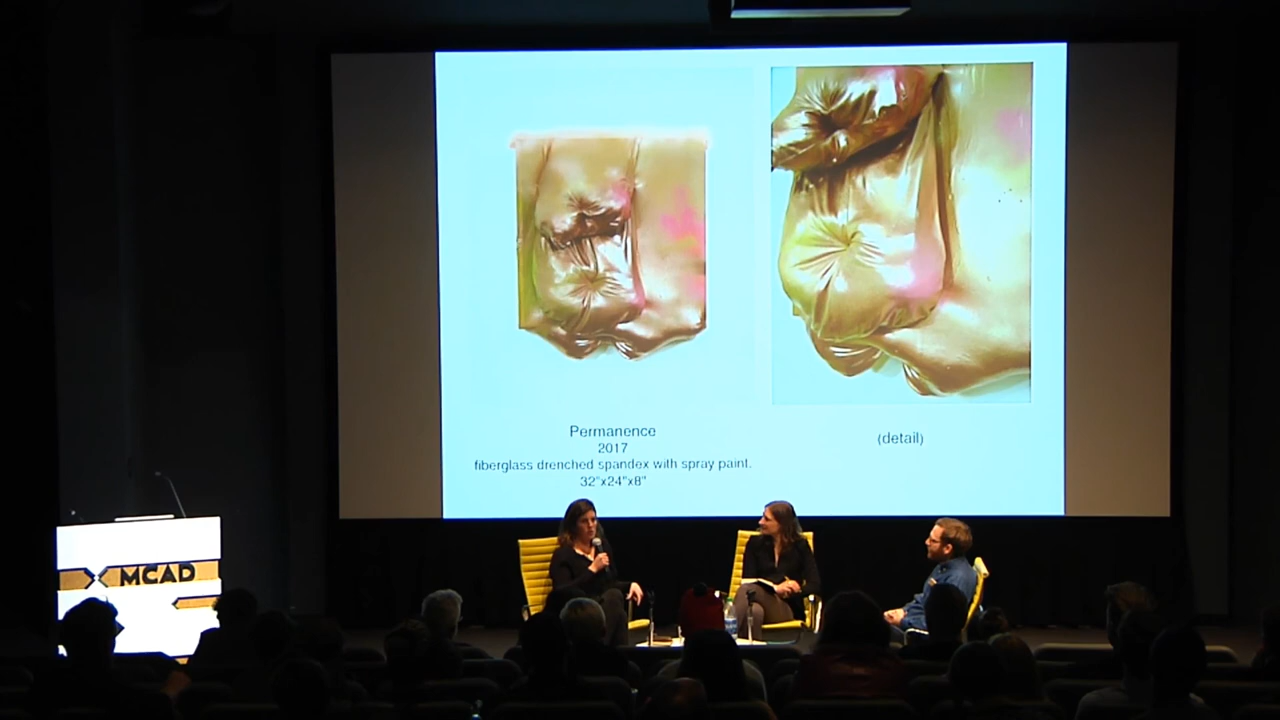 Permanence
2017
fiberglass drenched spandex with spray paint.
32"x24"x8"
(detail)
MCAD